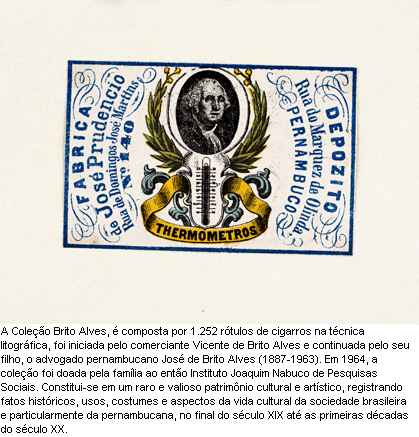 FABRICA
de José Prudencio
Rua de Domingos José Martins,
Nº 140
THERMOMETROS
DEPOZITO
Rua do Marquez de Olinda
PERNAMBUCO
A Coleção Brito Alves, é composta por 1.252 rótulos de cigarros na técnica
litográfica, foi iniciada pelo comerciante Vicente de Brito Alves e continuada pelo seu
filho, o advogado pernambucano José de Brito Alves (1887-1963). Em 1964, a
coleção foi doada pela família ao então Instituto Joaquim Nabuco de Pesquisas
Sociais. Constitui-se em um raro e valioso patrimônio cultural e artístico, registrando
fatos históricos, usos, costumes e aspectos da vida cultural da sociedade brasileira
e particularmente da pernambucana, no final do século XIX até as primeiras décadas
do século XX.